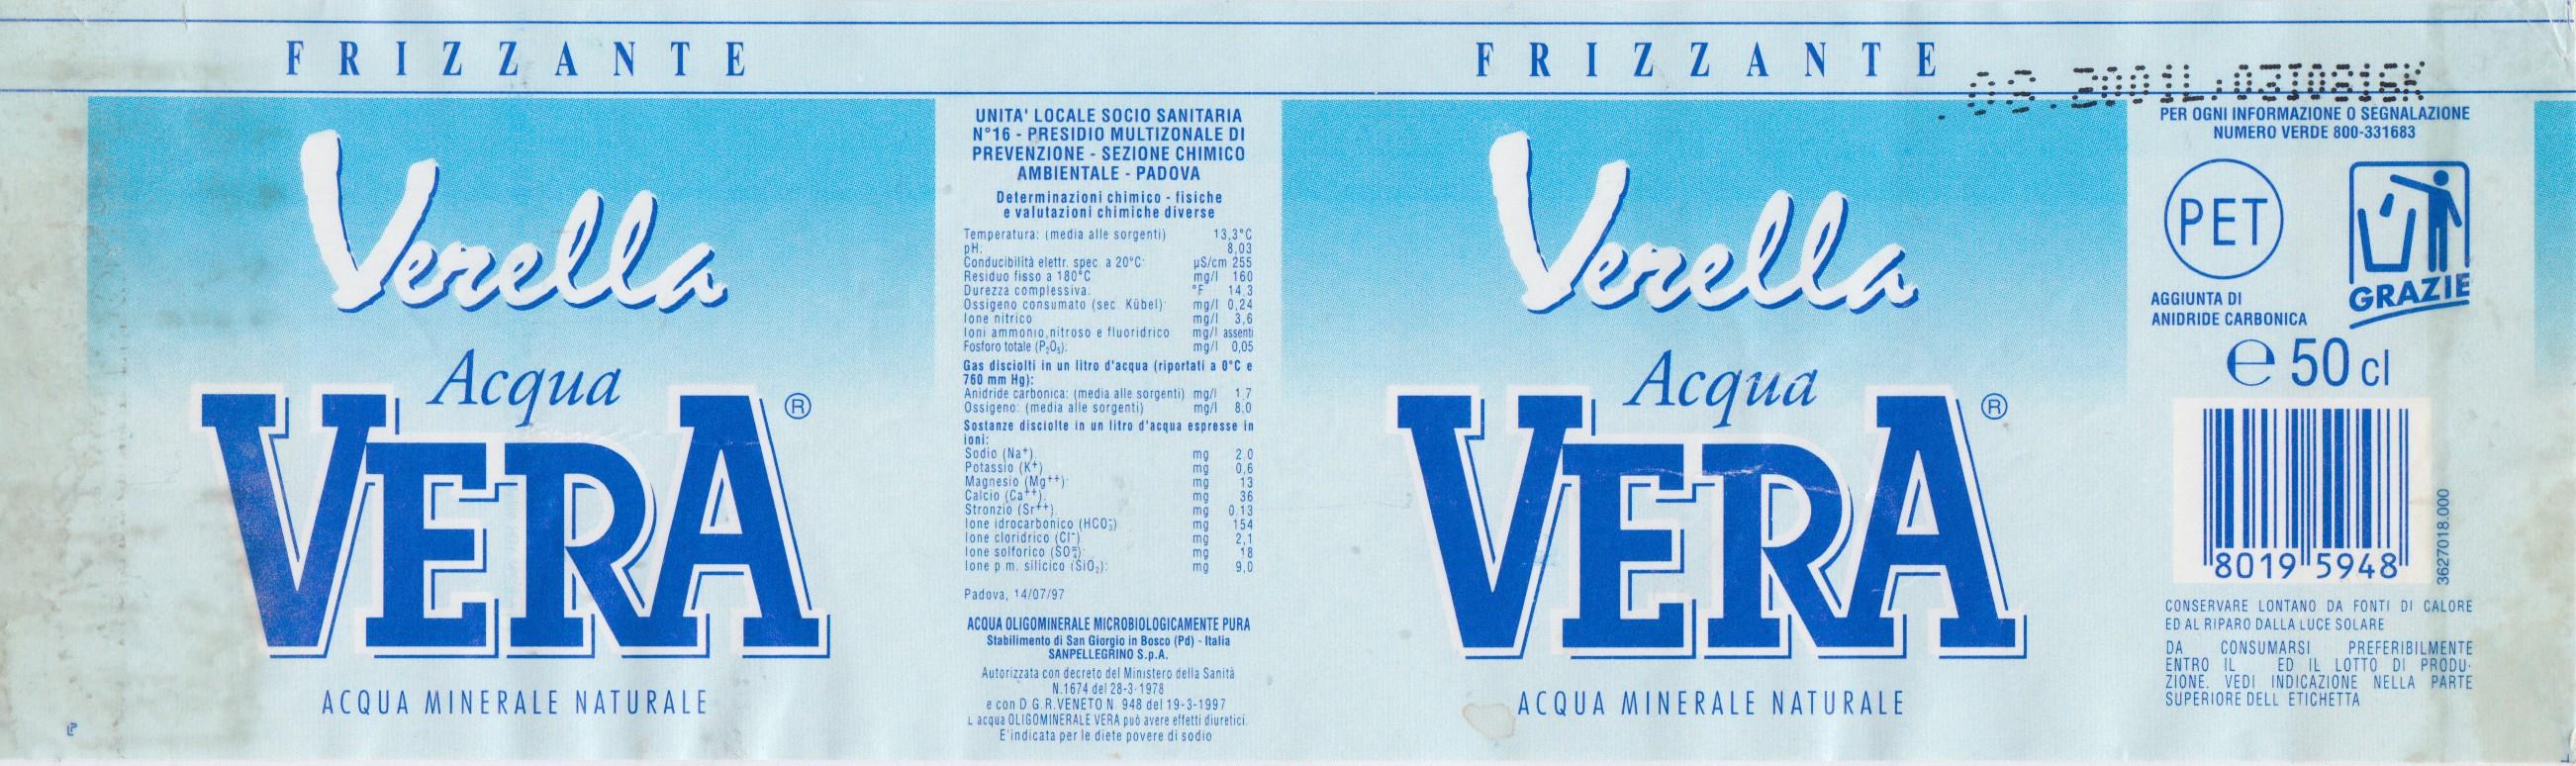 FRIZZANTE
Verella
Acqua
VERA®
ACQUA MINERALE NATURALE
UNITA' LOCALE SOCIO SANITARIA
N°16 - PRESIDIO MULTIZONALE DI
PREVENZIONE - SEZIONE CHIMICO
AMBIENTALE - PADOVA
Determinazioni chimico - fisiche
e valutazioni chimiche diverse
Temperatura: (media alle sorgenti) 13,3°C
pH: 8,03
Conducibilità elettr. spec. a 20°C: µS/cm 255
Residuo fisso a 180°C mg/l 160
Durezza complessiva: °F 14,3
Ossigeno consumato (sec. Kübel): mg/l 0,24
Ione nitrico mg/l 3,6
Ioni ammonio,nitroso e fluoridrico mg/l assenti
Fosforo totale (P₂O₅): mg/l 0,05
Gas disciolti in un litro d'acqua (riportati a 0°C e
760 mm Hg):
Anidride carbonica: (media alle sorgenti) mg/l 1,7
Ossigeno: (media alle sorgenti) mg/l 8,0
Sostanze disciolte in un litro d'acqua espresse in
ioni:
Sodio (Na⁺) mg 2,0
Potassio (K⁺) mg 0,6
Magnesio (Mg⁺⁺) mg 13
Calcio (Ca⁺⁺) mg 36
Stronzio (Sr⁺⁺) mg 0,13
Ione idrocarbonico (HCO₃⁻) mg 154
Ione cloridrico (Cl⁻) mg 2,1
Ione solforico (SO₄⁼) mg 18
Ione p.m. silicico (SiO₂): mg 9,0
Padova, 14/07/97
ACQUA OLIGOMINERALE MICROBIOLOGICAMENTE PURA
Stabilimento di San Giorgio in Bosco (Pd) - Italia
SANPELLEGRINO S.p.A.
Autorizzata con decreto del Ministero della Sanità
N.1674 del 28-3-1978
e con D.G.R.VENETO N. 948 del 19-3-1997
L'acqua OLIGOMINERALE VERA può avere effetti diuretici.
E'indicata per le diete povere di sodio
FRIZZANTE
Verella
Acqua
VERA®
ACQUA MINERALE NATURALE
PER OGNI INFORMAZIONE O SEGNALAZIONE
NUMERO VERDE 800-331683
PET
GRAZIE
AGGIUNTA DI
ANIDRIDE CARBONICA
e 50 cl
8019 5948
3627018.000
CONSERVARE LONTANO DA FONTI DI CALORE
ED AL RIPARO DALLA LUCE SOLARE
DA CONSUMARSI PREFERIBILMENTE
ENTRO IL ED IL LOTTO DI PRODU-
ZIONE, VEDI INDICAZIONE NELLA PARTE
SUPERIORE DELL'ETICHETTA